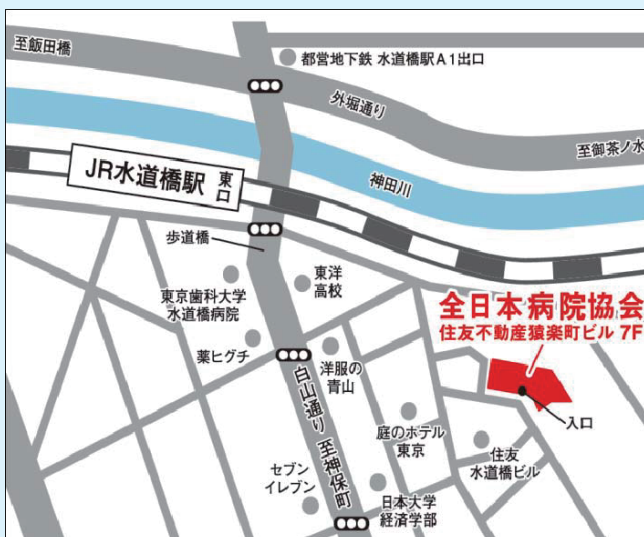 至飯田橋
都営地下鉄 水道橋駅A1出口
外堀通り
至御茶ノ水
JR水道橋駅
東口
神田川
歩道橋
東京歯科大学
水道橋病院
東洋
高校
全日本病院協会
住友不動産猿楽町ビル 7F
薬ヒグチ
洋服の
青山
白山通り 至神保町
入口
庭のホテル
東京
住友
水道橋ビル
セブン
イレブン
日本大学
経済学部